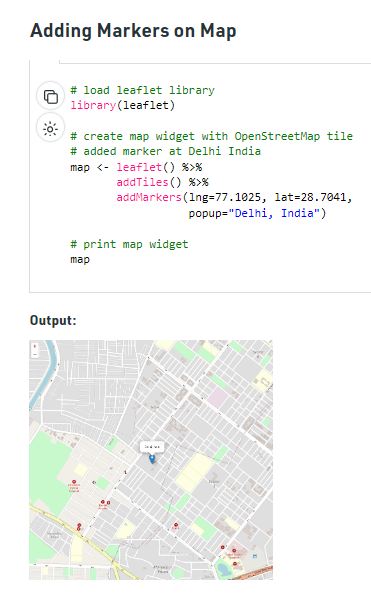 Adding Markers on Map
# load leaflet library
library(leaflet)
# create map widget with OpenStreetMap tile
# added marker at Delhi India
map <- leaflet() %>%
addTiles() %>%
addMarkers(lng=77.1025, lat=28.7041,
popup="Delhi, India")
# print map widget
map
Output:
+
−